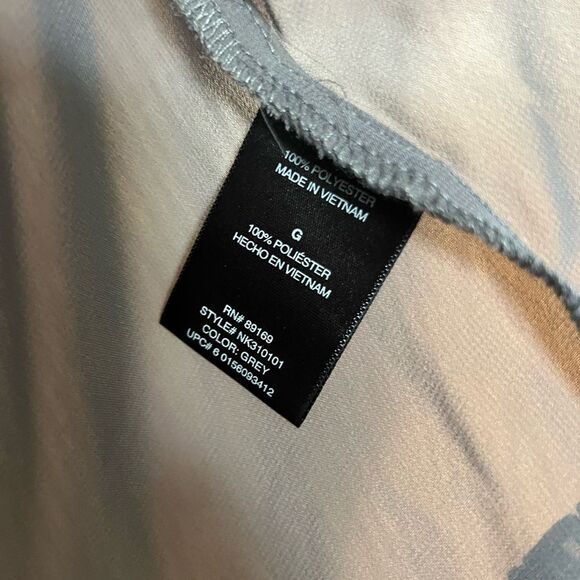 100% POLYESTER
MADE IN VIETNAM
G
100% POLIÉSTER
HECHO EN VIETNAM
RN# 89169
STYLE# NK310101
COLOR: GREY
UPC# 6 0156093412